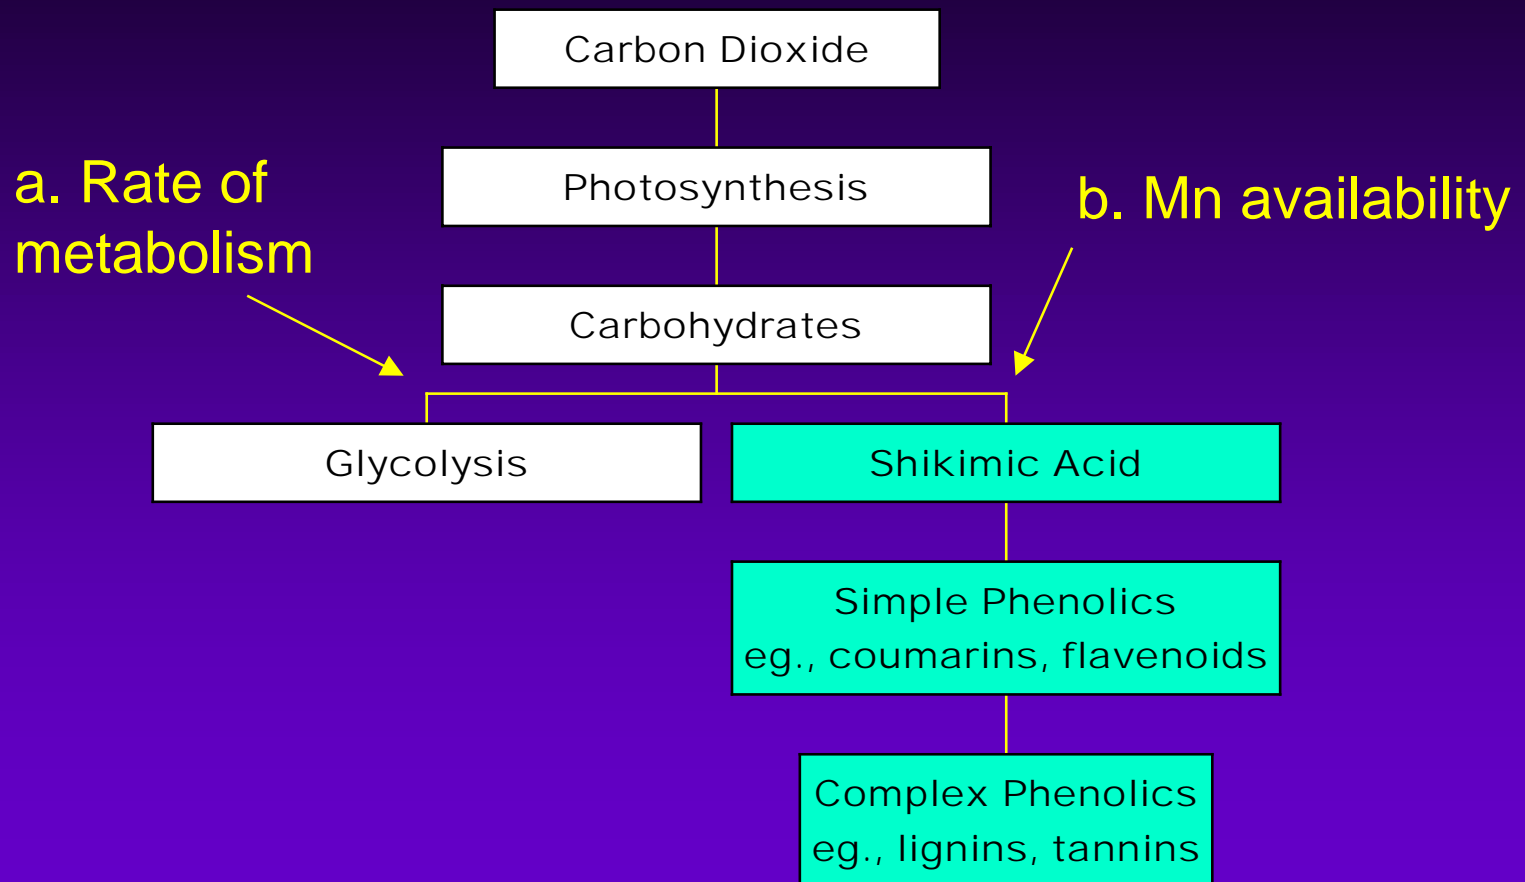 Carbon Dioxide
a. Rate of
metabolism
Photosynthesis
b. Mn availability
Carbohydrates
Glycolysis
Shikimic Acid
Simple Phenolics
eg., coumarins, flavenoids
Complex Phenolics
eg., lignins, tannins